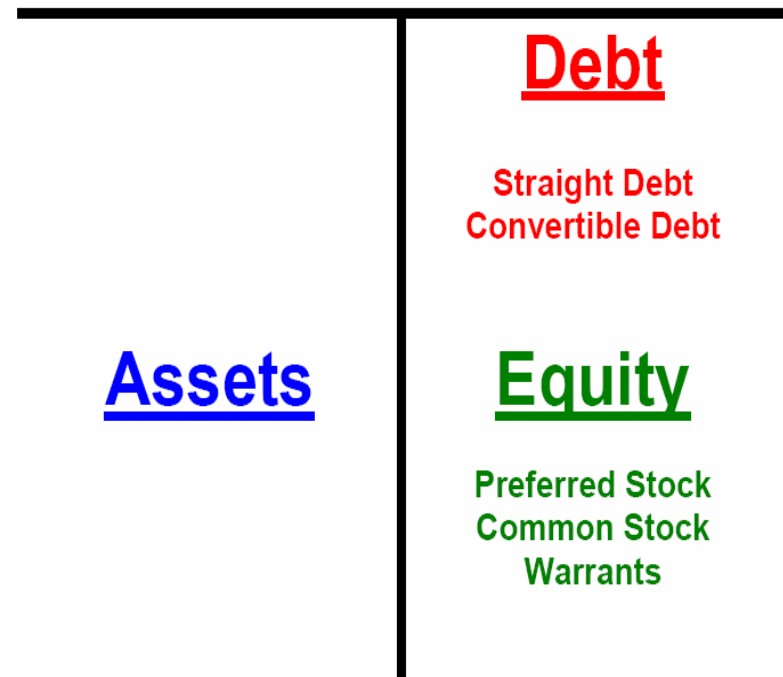 Assets
Debt
Straight Debt
Convertible Debt
Equity
Preferred Stock
Common Stock
Warrants